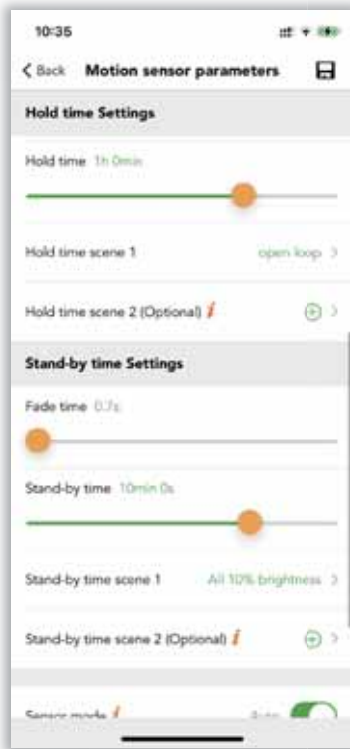 10:35
Back Motion sensor parameters
Hold time Settings
Hold time 1h 0min
Hold time scene 1 open loop
Hold time scene 2 (Optional) i
Stand-by time Settings
Fade time 0.7s
Stand-by time 10min 0s
Stand-by time scene 1 All 10% brightness
Stand-by time scene 2 (Optional) i
Sensor mode i Auto